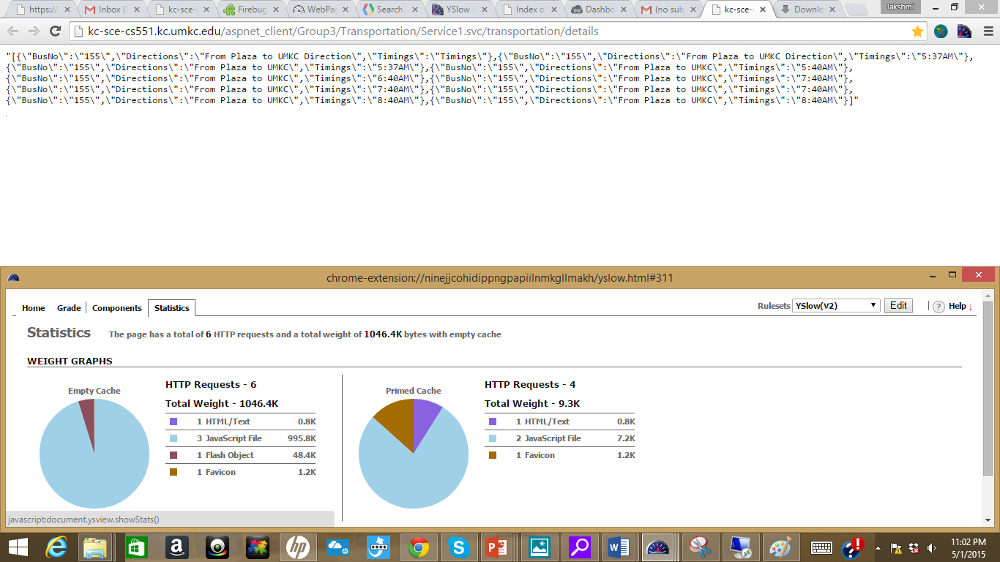 https://
Inbox (
kc-sce-
Firebug
WebPag
Search
YSlow -
Index o
Dashbo
(no sub
kc-sce-
Downlo
lakshmi
kc-sce-cs551.kc.umkc.edu/aspnet_client/Group3/Transportation/Service1.svc/transportation/details
"[{\"BusNo\":\"155\",\"Directions\":\"From Plaza to UMKC Direction\",\"Timings\":\"Timings\"},{\"BusNo\":\"155\",\"Directions\":\"From Plaza to UMKC Direction\",\"Timings\":\"5:37AM\"},
{\"BusNo\":\"155\",\"Directions\":\"From Plaza to UMKC\",\"Timings\":\"5:37AM\"},{\"BusNo\":\"155\",\"Directions\":\"From Plaza to UMKC\",\"Timings\":\"5:40AM\"},
{\"BusNo\":\"155\",\"Directions\":\"From Plaza to UMKC\",\"Timings\":\"6:40AM\"},{\"BusNo\":\"155\",\"Directions\":\"From Plaza to UMKC\",\"Timings\":\"7:40AM\"},
{\"BusNo\":\"155\",\"Directions\":\"From Plaza to UMKC\",\"Timings\":\"7:40AM\"},{\"BusNo\":\"155\",\"Directions\":\"From Plaza to UMKC\",\"Timings\":\"7:40AM\"},
{\"BusNo\":\"155\",\"Directions\":\"From Plaza to UMKC\",\"Timings\":\"8:40AM\"},{\"BusNo\":\"155\",\"Directions\":\"From Plaza to UMKC\",\"Timings\":\"8:40AM\"}]"
chrome-extension://ninejjcohidippngpapiilnmkgllmakh/yslow.html#311
Home Grade Components Statistics Rulesets YSlow(V2) Edit ? Help ↓
Statistics The page has a total of 6 HTTP requests and a total weight of 1046.4K bytes with empty cache
WEIGHT GRAPHS
Empty Cache
HTTP Requests - 6
Total Weight - 1046.4K
1 HTML/Text 0.8K
3 JavaScript File 995.8K
1 Flash Object 48.4K
1 Favicon 1.2K
Primed Cache
HTTP Requests - 4
Total Weight - 9.3K
1 HTML/Text 0.8K
2 JavaScript File 7.2K
1 Favicon 1.2K
javascript:document.ysview.showStats()
11:02 PM
5/1/2015